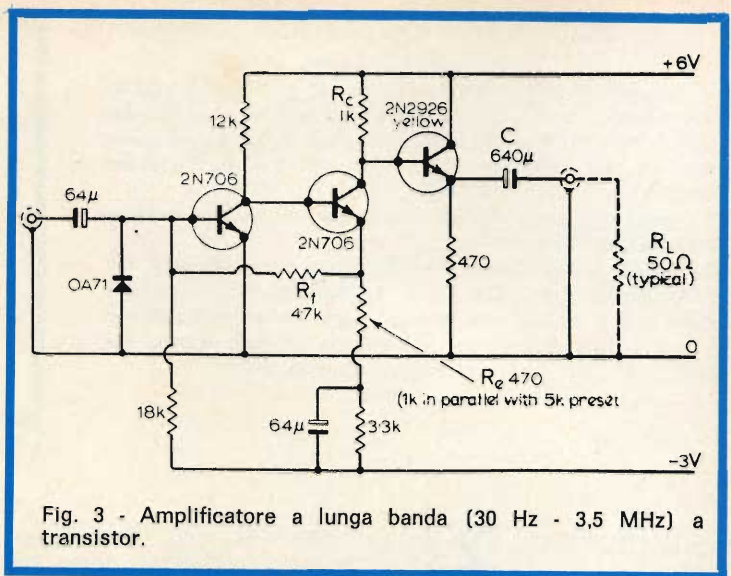 +6V
Rc
1k
12k
2N2926
yellow
C
640μ
2N706
64μ
2N706
OA71
Rf
4.7k
470
RL
50Ω
(typical)
0
Re 470
(1k in parallel with 5k preset
18k
64μ
3.3k
-3V
Fig. 3 - Amplificatore a lunga banda (30 Hz - 3,5 MHz) a
transistor.